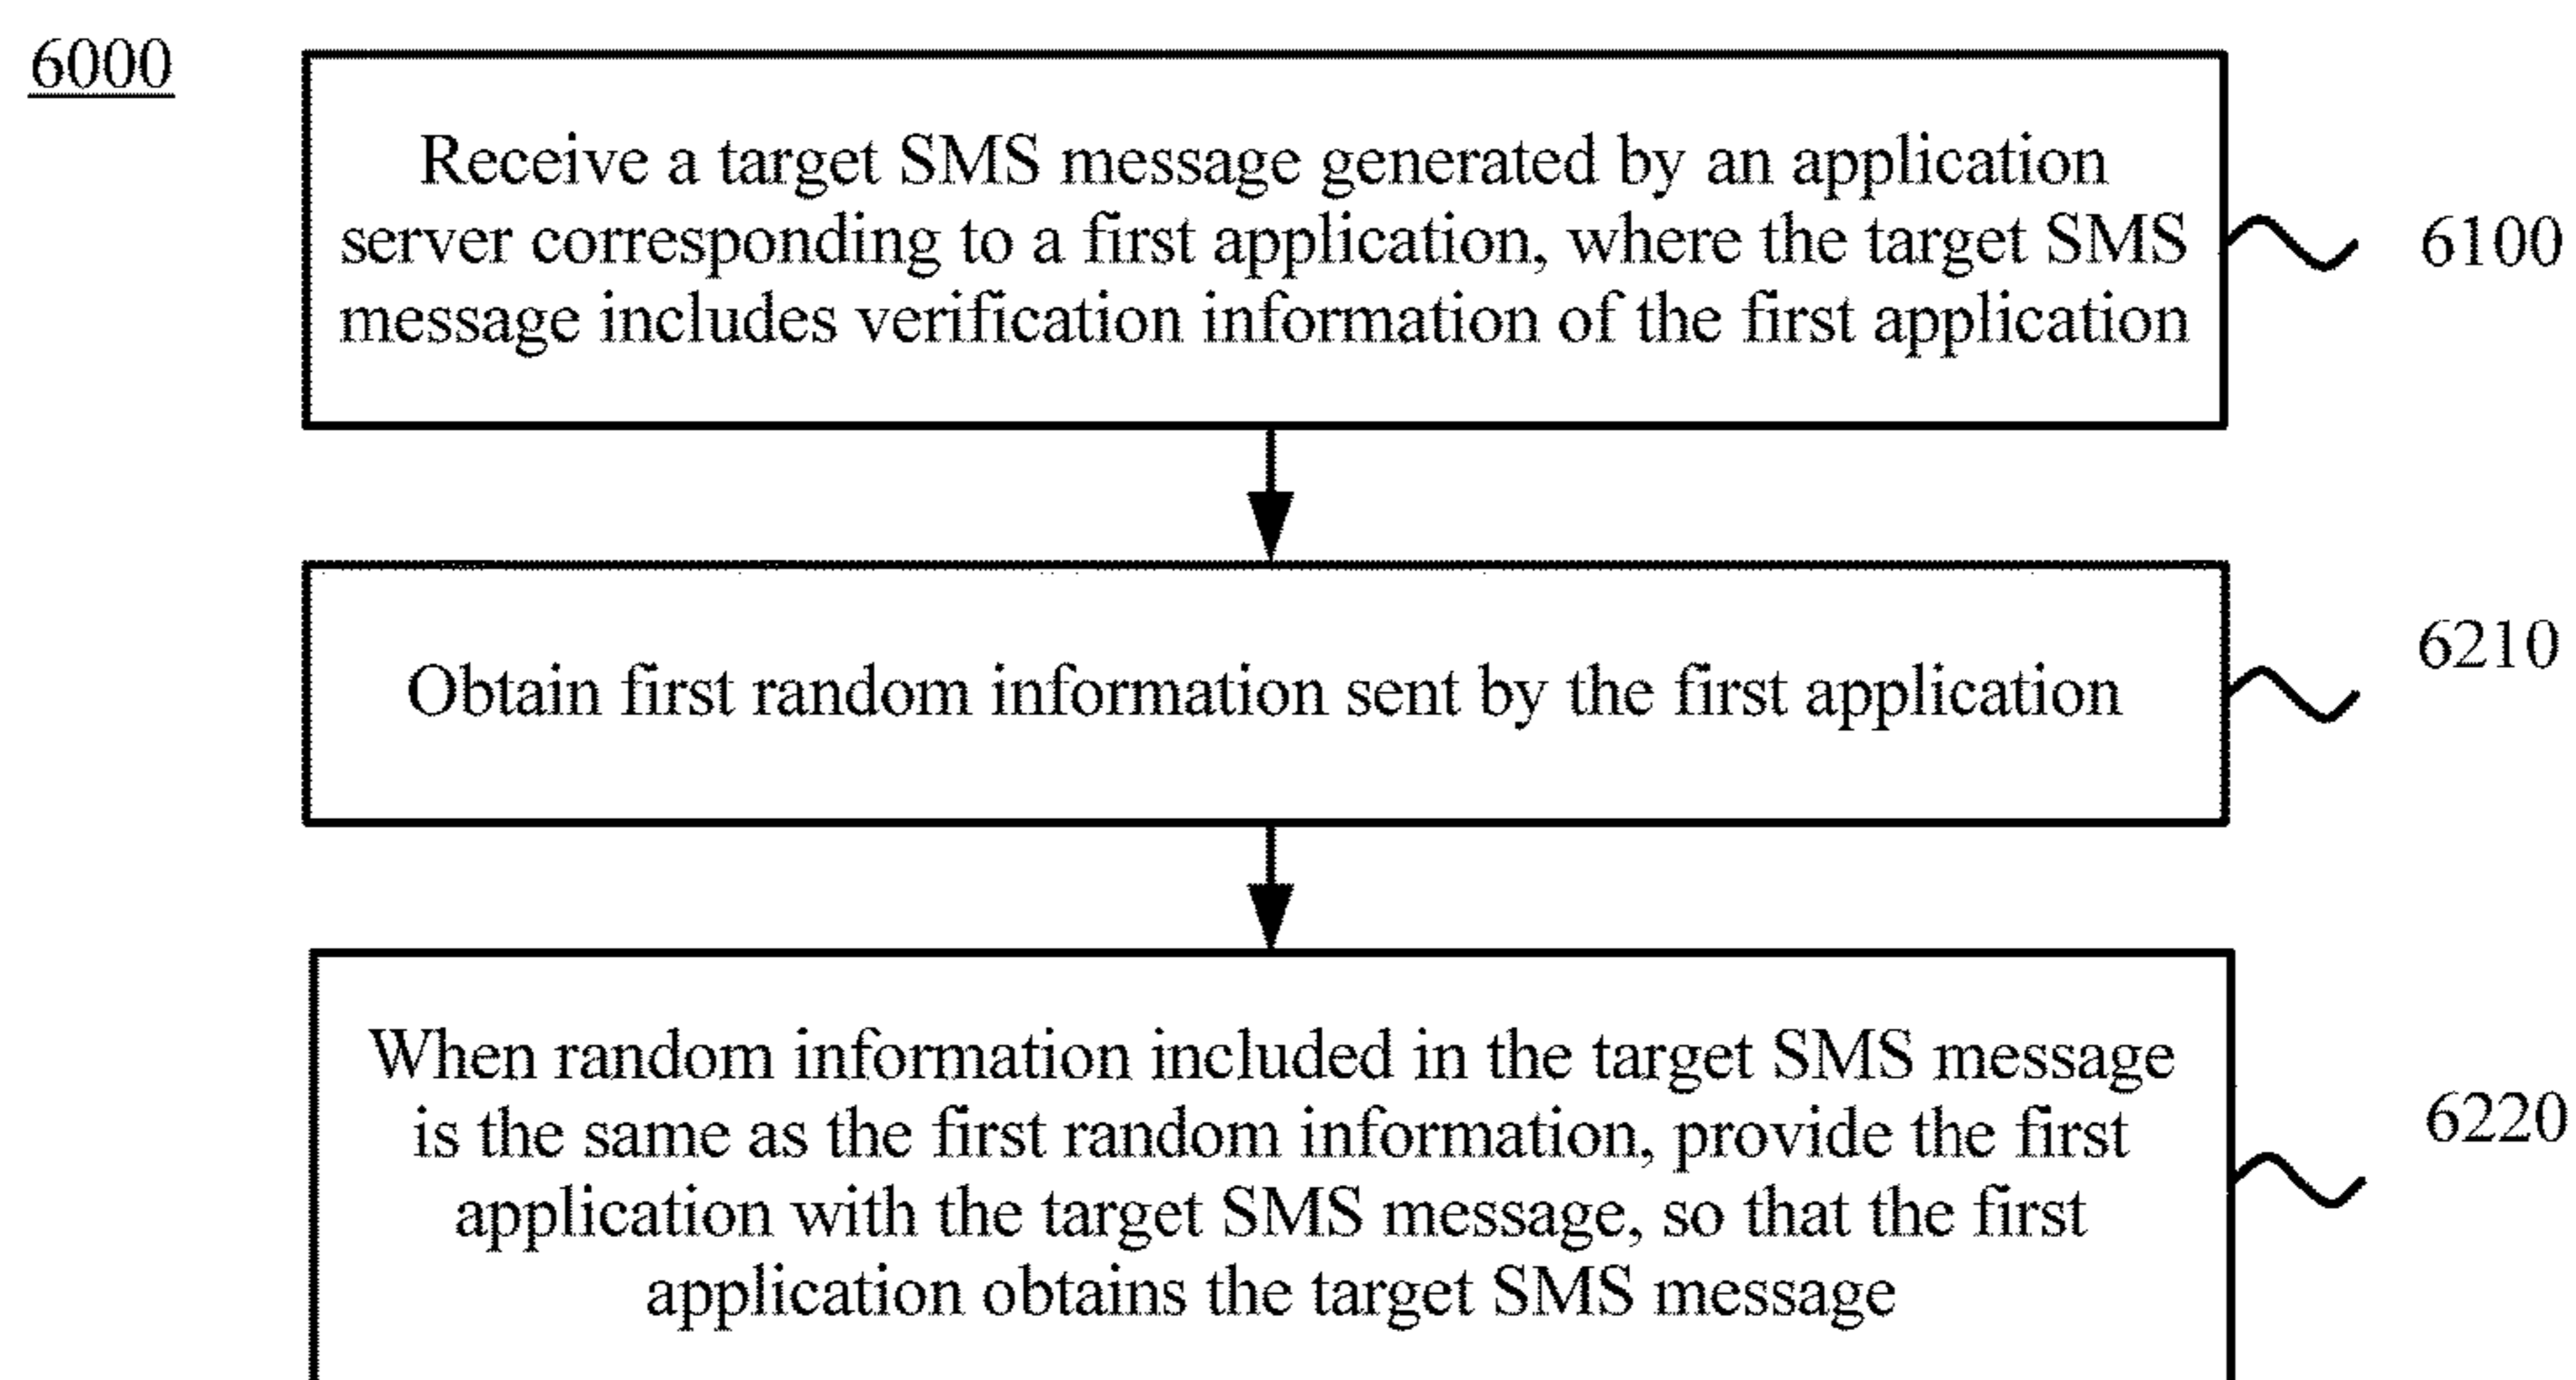 6000
Receive a target SMS message generated by an application
server corresponding to a first application, where the target SMS
message includes verification information of the first application
6100
Obtain first random information sent by the first application
6210
When random information included in the target SMS message
is the same as the first random information, provide the first
application with the target SMS message, so that the first
application obtains the target SMS message
6220